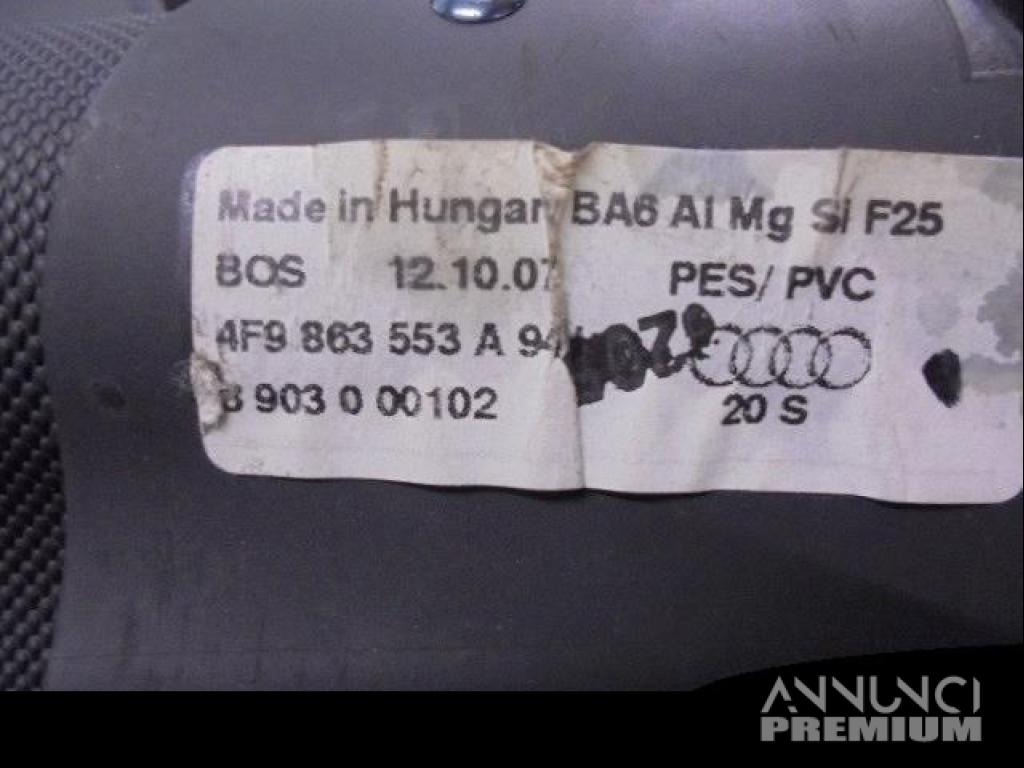 Made in Hungary BA6 Al Mg Si F25
BOS 12.10.07 PES/ PVC
4F9 863 553 A 94
8 903 0 00102
20 S
ANNUNCI
PREMIUM